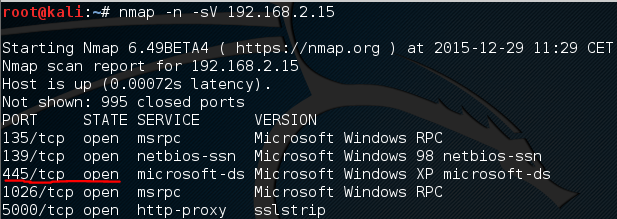 root@kali:~# nmap -n -sV 192.168.2.15
Starting Nmap 6.49BETA4 ( https://nmap.org ) at 2015-12-29 11:29 CET
Nmap scan report for 192.168.2.15
Host is up (0.00072s latency).
Not shown: 995 closed ports
PORT STATE SERVICE VERSION
135/tcp open msrpc Microsoft Windows RPC
139/tcp open netbios-ssn Microsoft Windows 98 netbios-ssn
445/tcp open microsoft-ds Microsoft Windows XP microsoft-ds
1026/tcp open msrpc Microsoft Windows RPC
5000/tcp open http-proxy sslstrip